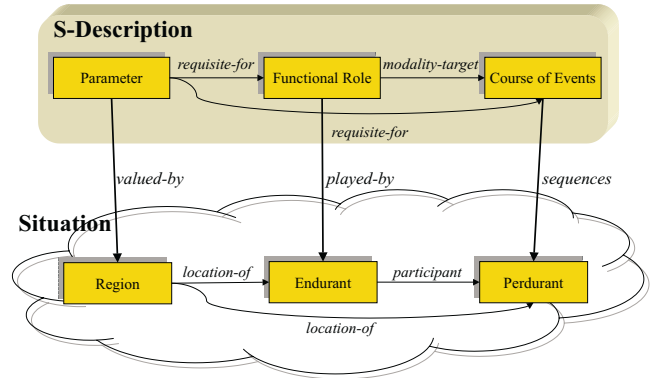 S-Description
requisite-for
modality-target
Parameter
Functional Role
Course of Events
requisite-for
valued-by
played-by
sequences
Situation
location-of
participant
Region
Endurant
Perdurant
location-of